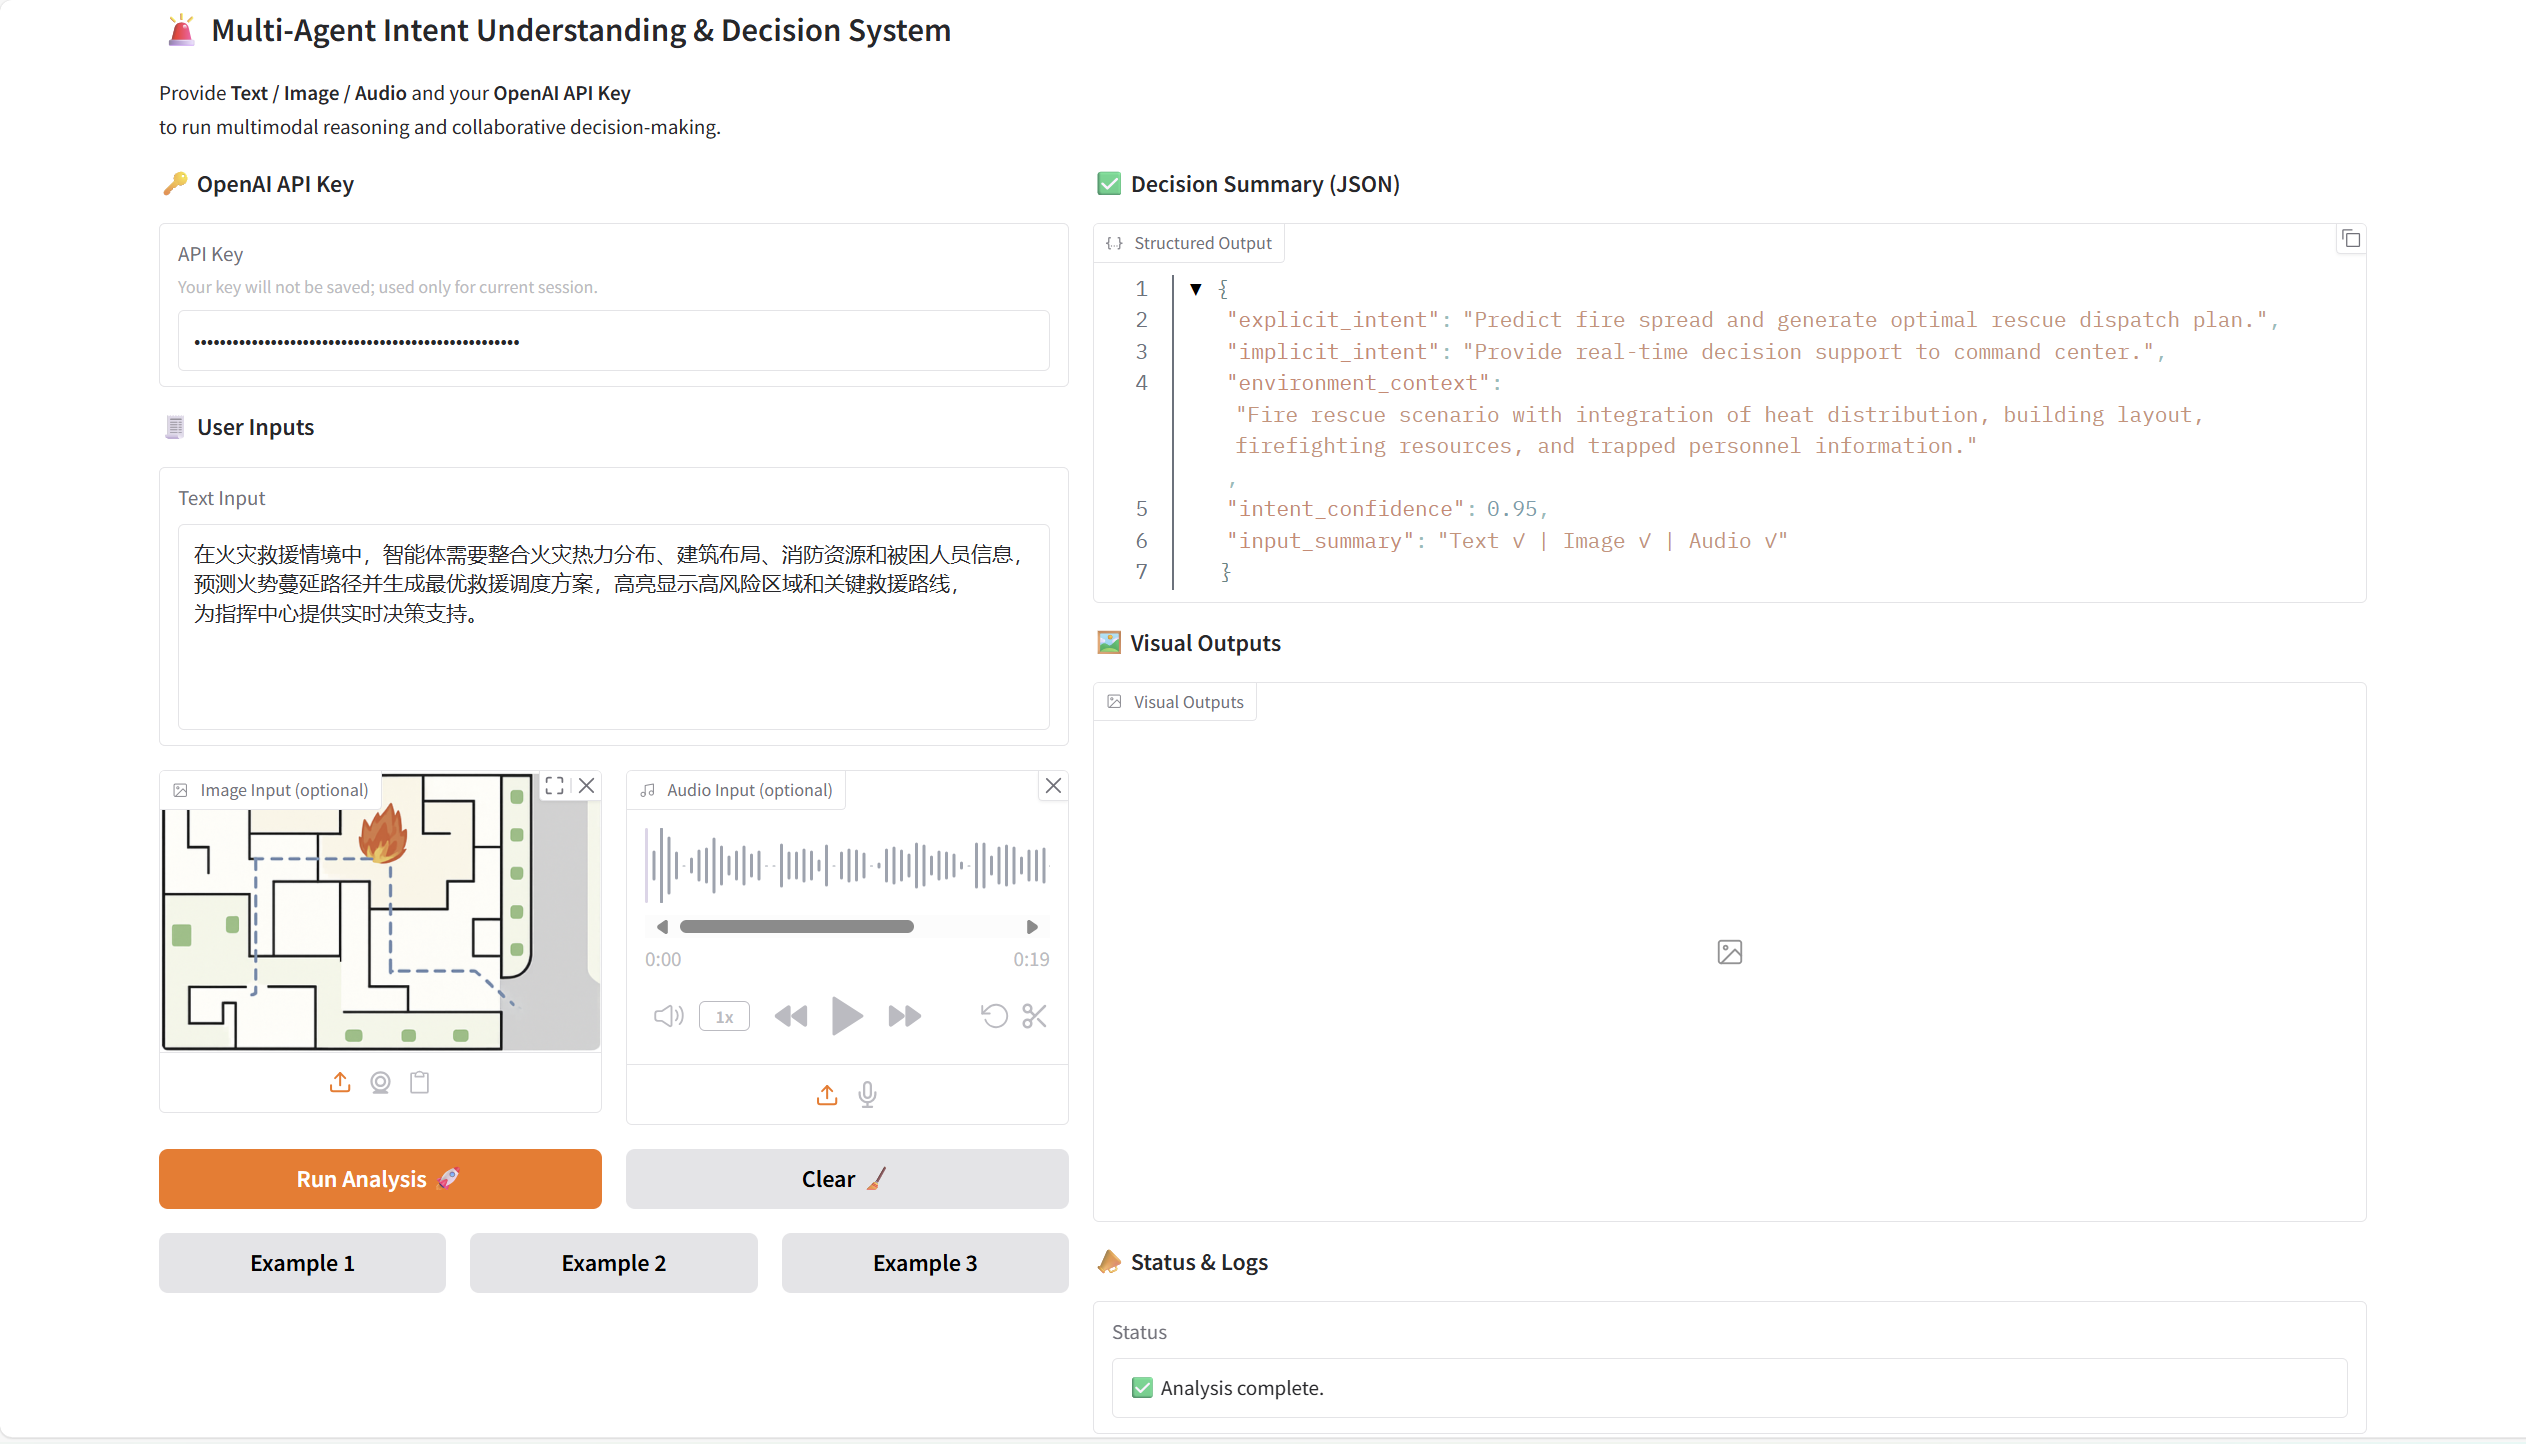 🚨 Multi-Agent Intent Understanding & Decision System
Provide Text / Image / Audio and your OpenAI API Key
to run multimodal reasoning and collaborative decision-making.
🔑 OpenAI API Key
API Key
Your key will not be saved; used only for current session.
••••••••••••••••••••••••••••••••••••••••••••••••••••
📜 User Inputs
Text Input
在火灾救援情境中，智能体需要整合火灾热力分布、建筑布局、消防资源和被困人员信息，
预测火势蔓延路径并生成最优救援调度方案，高亮显示高风险区域和关键救援路线，
为指挥中心提供实时决策支持。
Image Input (optional)
Audio Input (optional)
0:00
0:19
1x
Run Analysis 🚀
Clear 🧹
Example 1
Example 2
Example 3
✅ Decision Summary (JSON)
Structured Output
1 ▼ {
2 "explicit_intent": "Predict fire spread and generate optimal rescue dispatch plan.",
3 "implicit_intent": "Provide real-time decision support to command center.",
4 "environment_context":
"Fire rescue scenario with integration of heat distribution, building layout,
firefighting resources, and trapped personnel information."
,
5 "intent_confidence": 0.95,
6 "input_summary": "Text √ | Image √ | Audio √"
7 }
🖼️ Visual Outputs
Visual Outputs
📣 Status & Logs
Status
✅ Analysis complete.